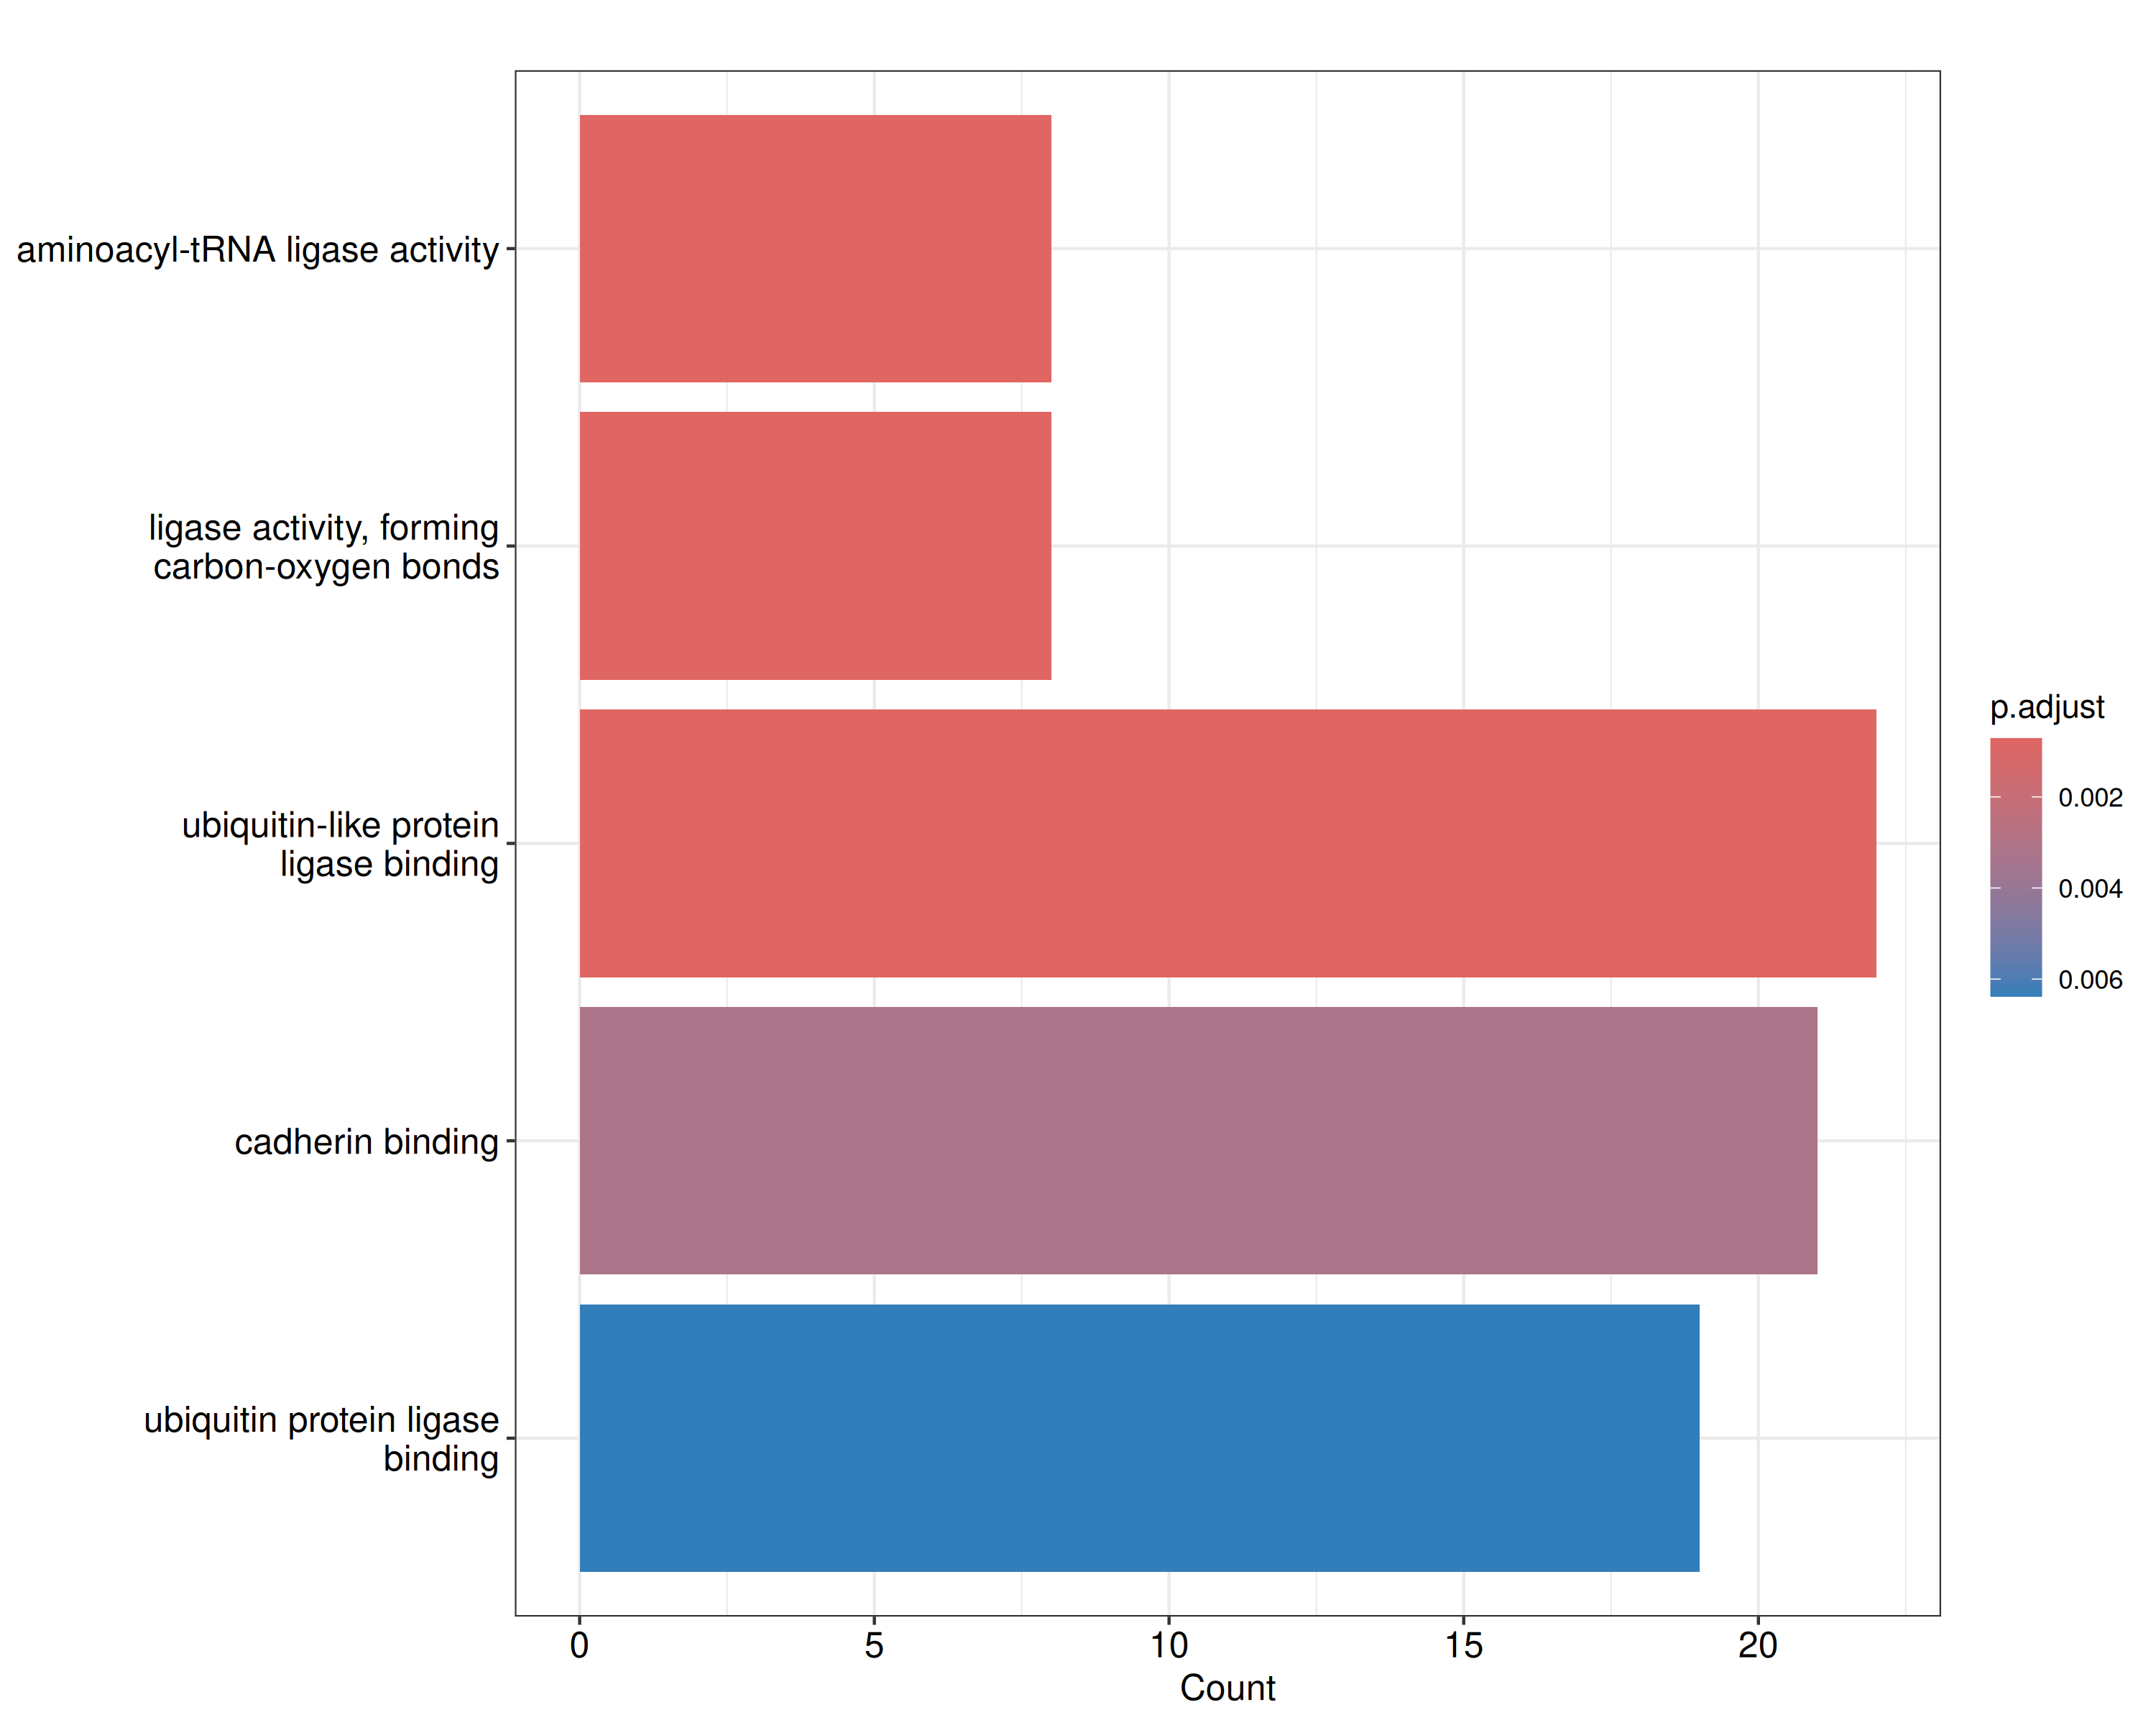 aminoacyl-tRNA ligase activity
ligase activity, forming
carbon-oxygen bonds
ubiquitin-like protein
ligase binding
cadherin binding
ubiquitin protein ligase
binding
0
5
10
15
20
Count
p.adjust
0.002
0.004
0.006